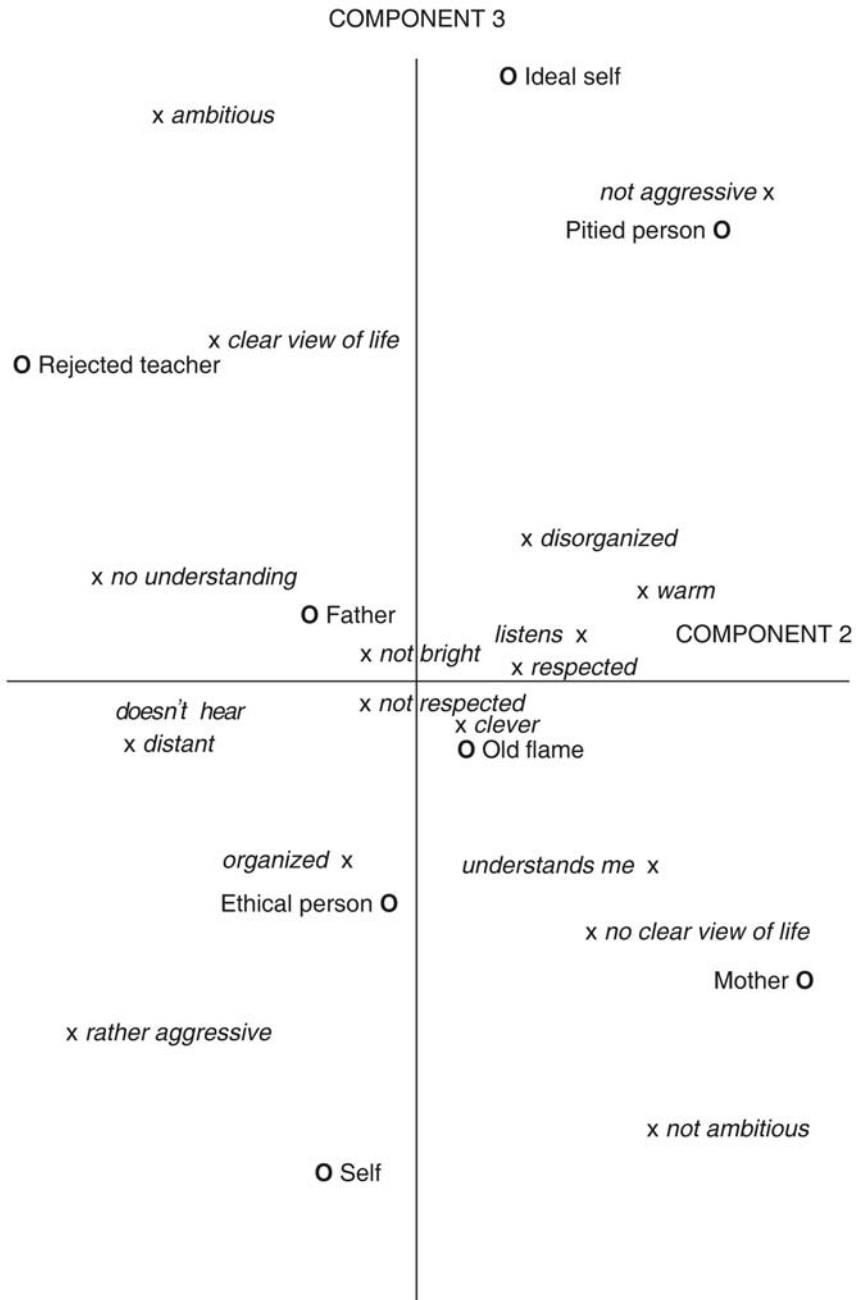 COMPONENT 3
O Ideal self
x ambitious
not aggressive x
Pitied person O
x clear view of life
O Rejected teacher
x disorganized
x no understanding
x warm
O Father
listens x
COMPONENT 2
x not bright
x respected
x not respected
doesn't hear
x clever
x distant
O Old flame
organized x
understands me x
Ethical person O
x no clear view of life
Mother O
x rather aggressive
x not ambitious
O Self